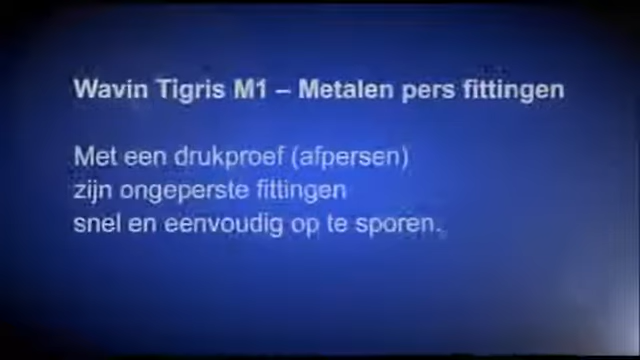 Wavin Tigris M1 – Metalen pers fittingen
Met een drukproef (afpersen)
zijn ongeperste fittingen
snel en eenvoudig op te sporen.